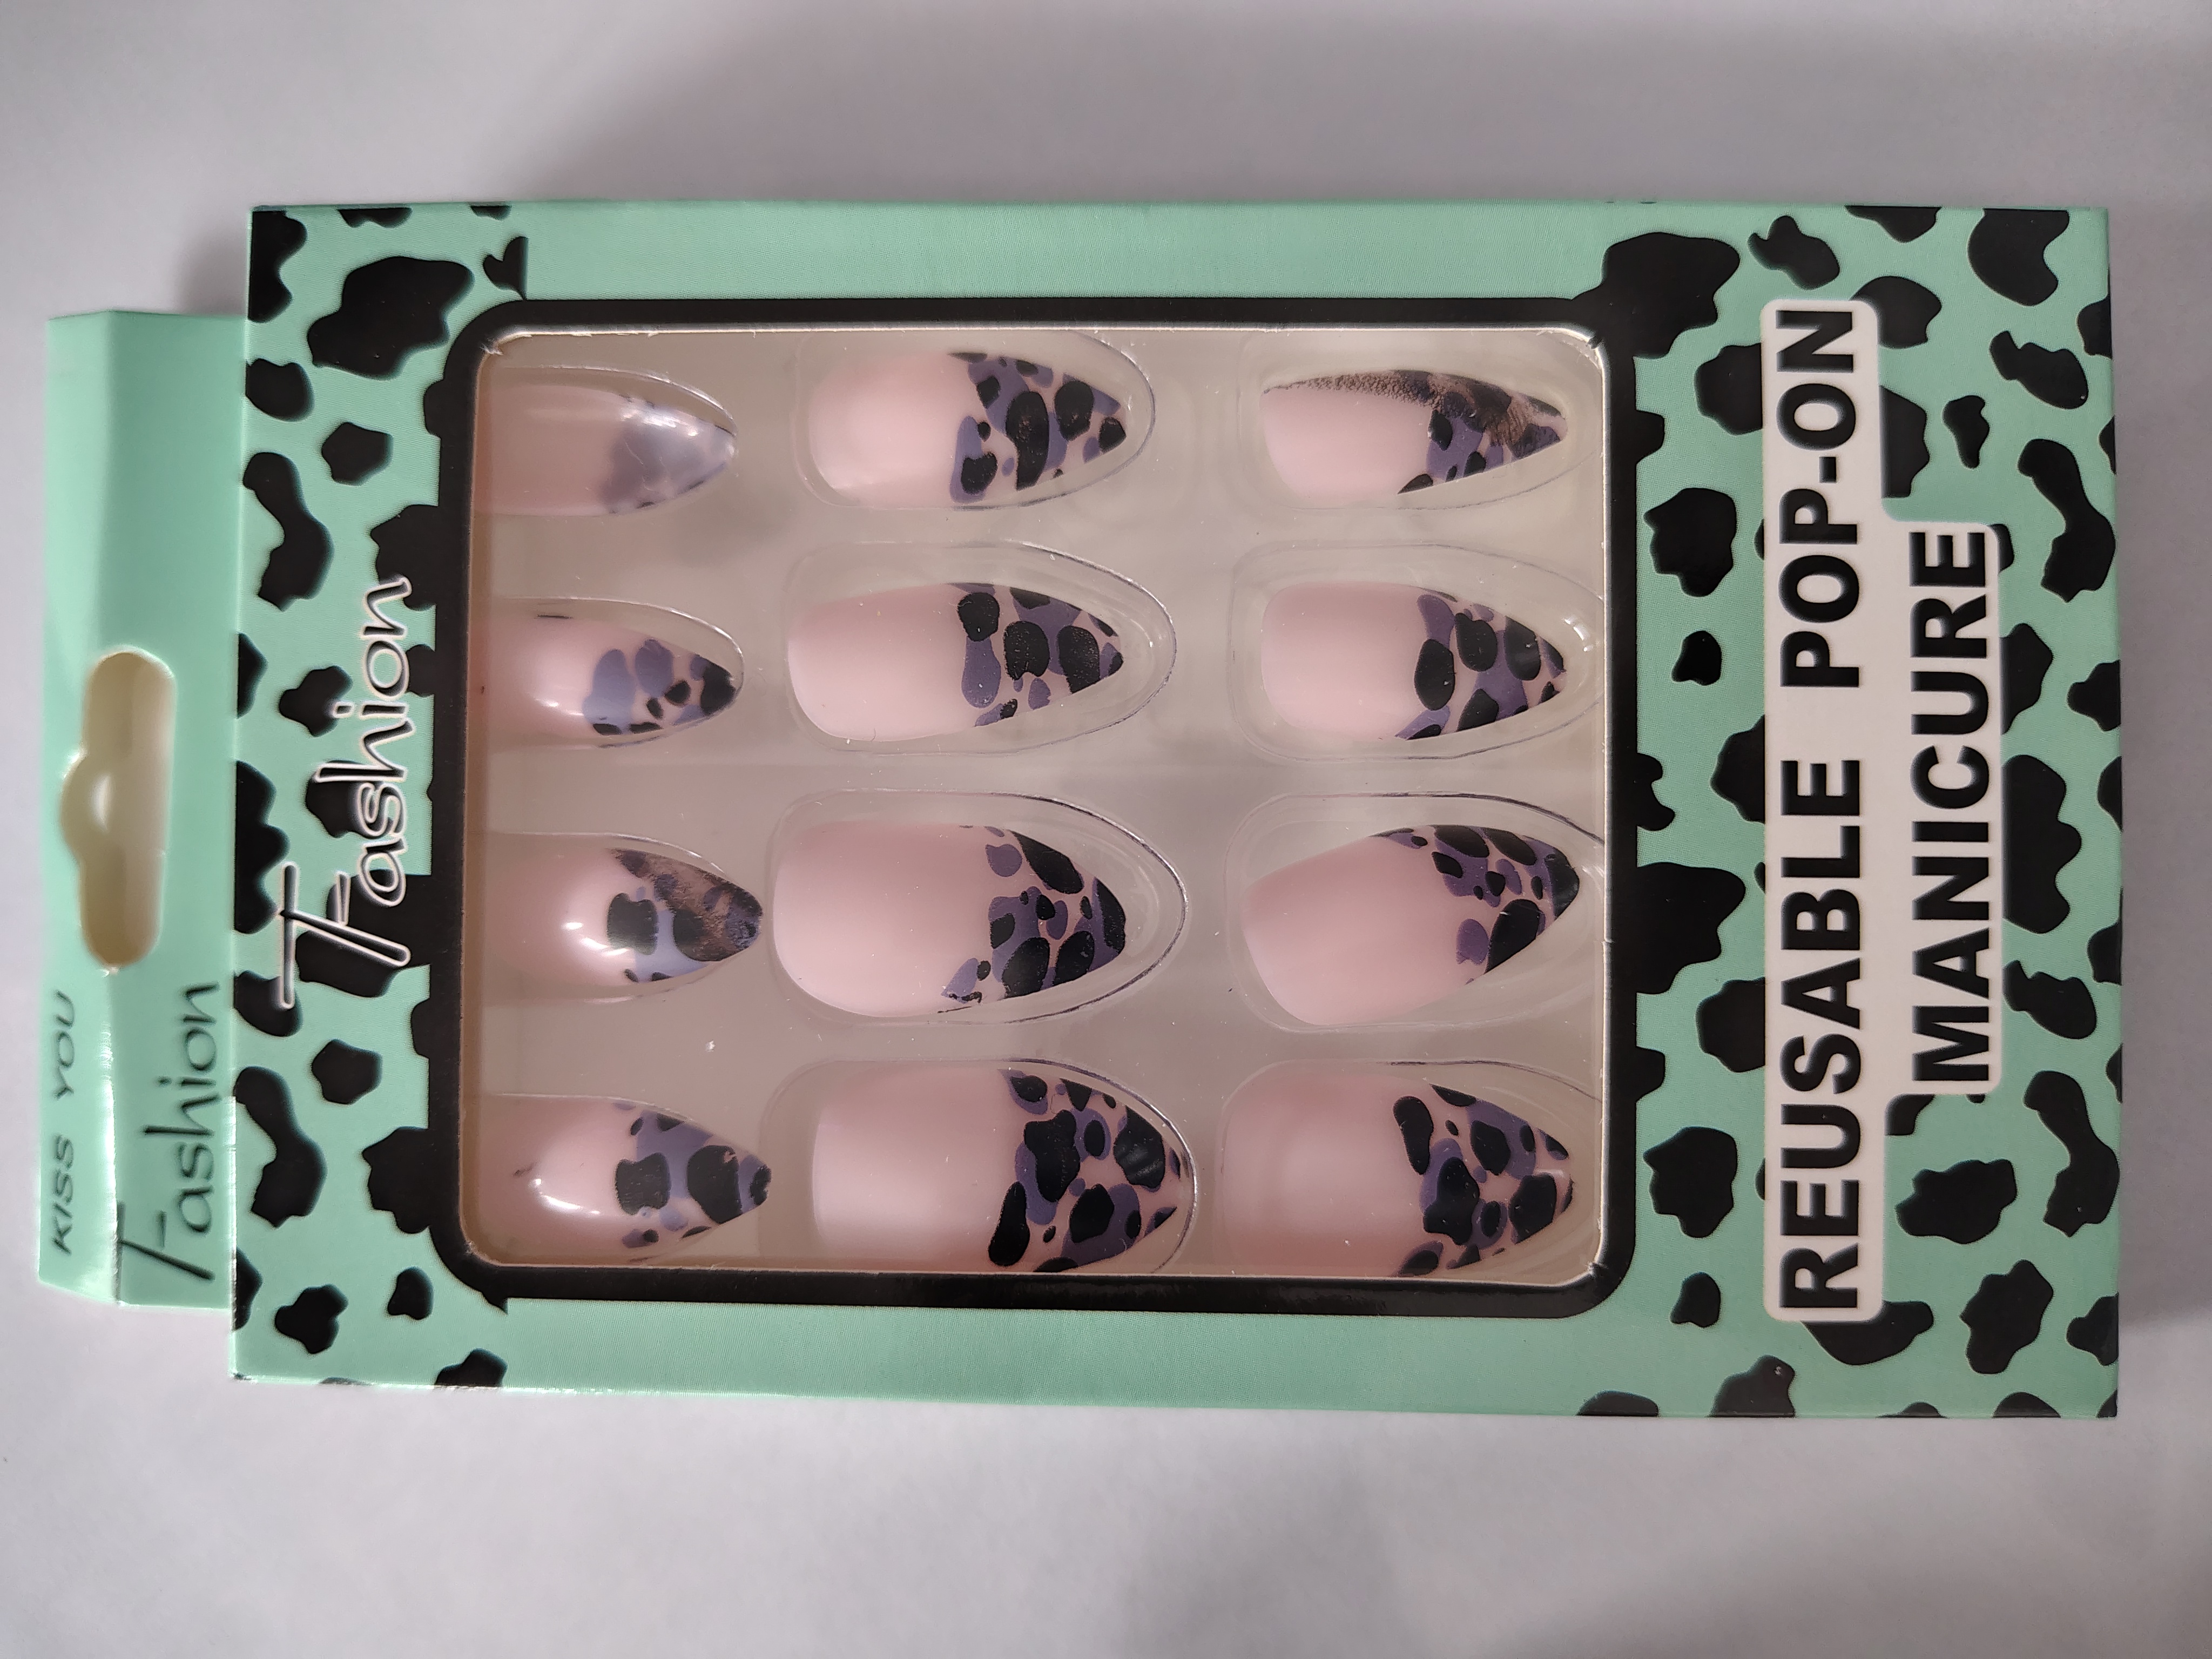 KISS YOU
Fashion
Fashion
REUSABLE POP-ON
MANICURE